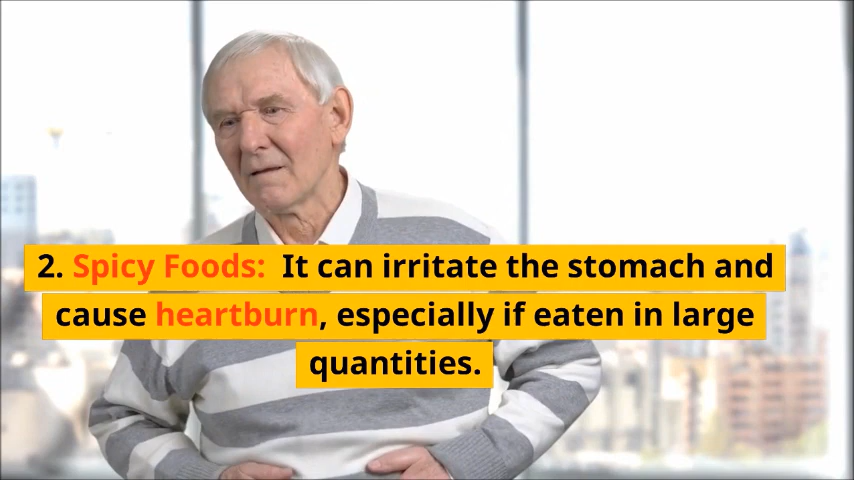 2. Spicy Foods: It can irritate the stomach and
cause heartburn, especially if eaten in large
quantities.